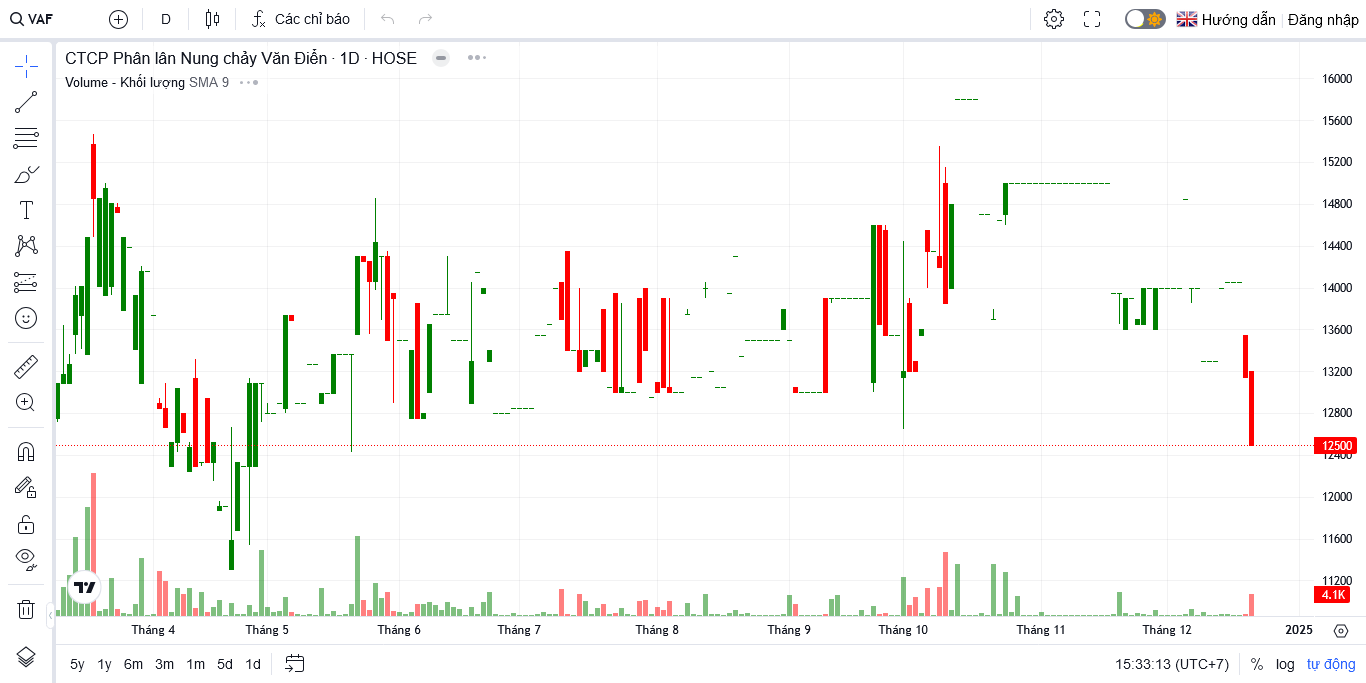 VAF D Các chỉ báo Hướng dẫn Đăng nhập
CTCP Phân lân Nung chảy Văn Điển · 1D · HOSE
Volume - Khối lượng SMA 9
16000
15600
15200
14800
14400
14000
13600
13200
12800
12500
12400
12000
11600
11200
4.1K
Tháng 4 Tháng 5 Tháng 6 Tháng 7 Tháng 8 Tháng 9 Tháng 10 Tháng 11 Tháng 12 2025
5y 1y 6m 3m 1m 5d 1d 15:33:13 (UTC+7) % log tự động